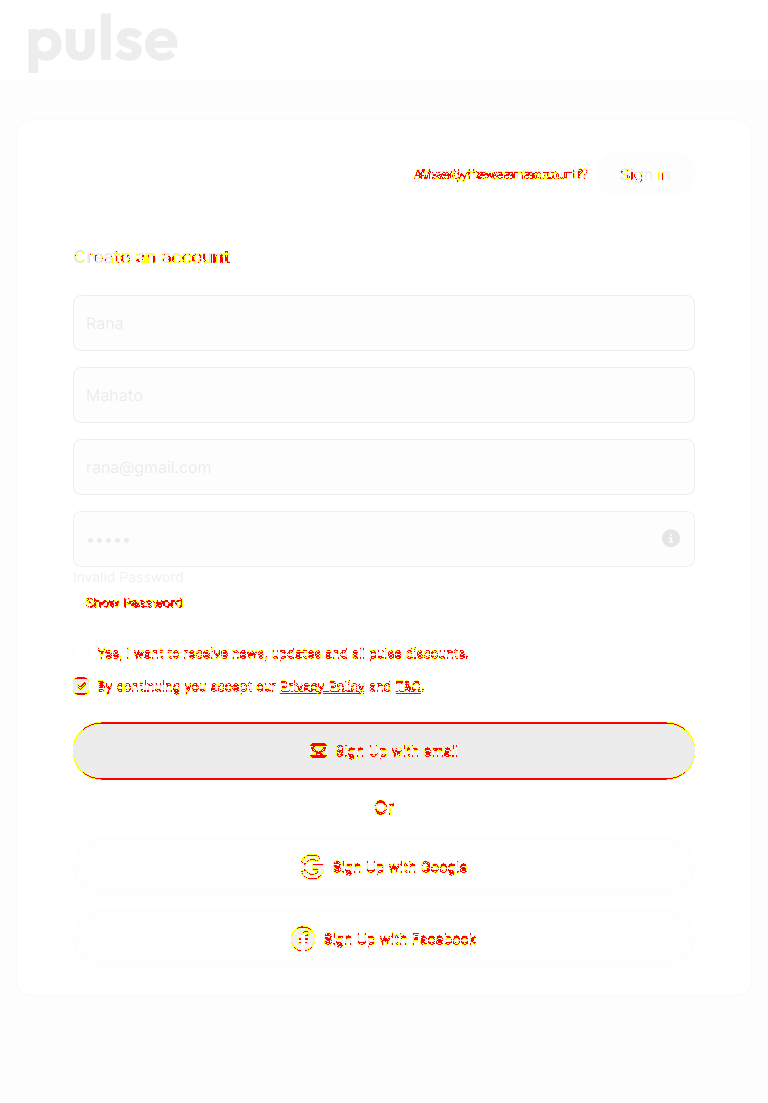 pulse
Already have an account?
Sign in
Create an account
Rana
Mahato
rana@gmail.com
•••••
Invalid Password
Show Password
Yes, I want to receive news, updates and all pulse discounts.
By continuing you accept our Privacy Policy and T&C.
Sign Up with email
Or
Sign Up with Google
Sign Up with Facebook